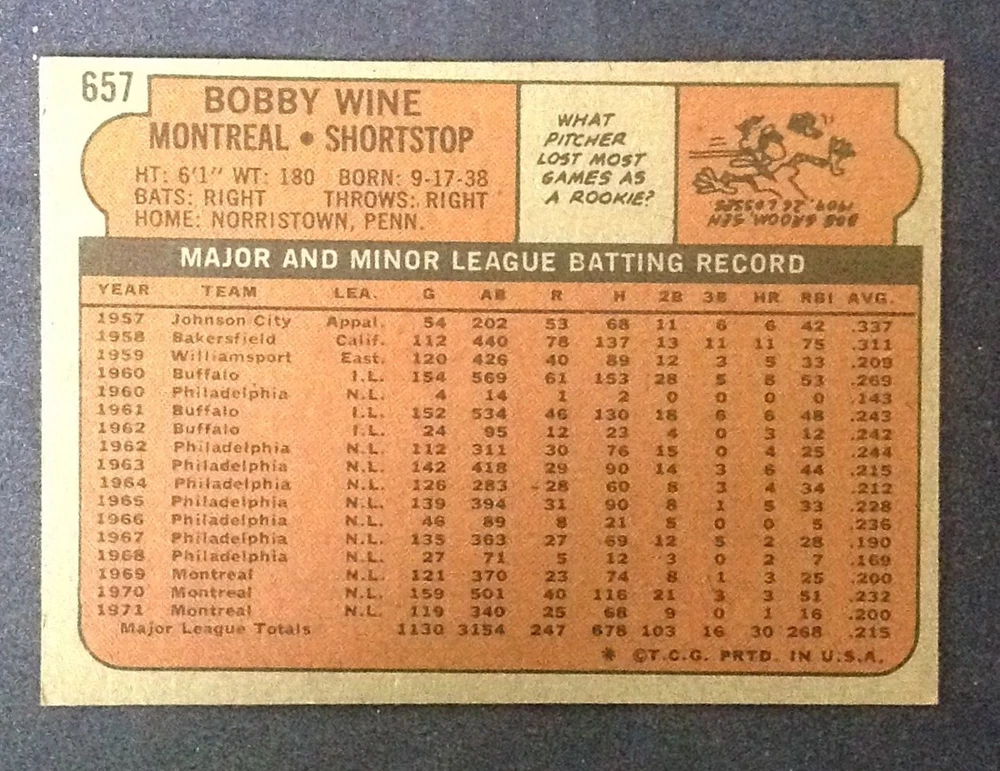 657
BOBBY WINE
MONTREAL • SHORTSTOP
HT: 6'1" WT: 180 BORN: 9-17-38
BATS: RIGHT THROWS: RIGHT
HOME: NORRISTOWN, PENN.
WHAT
PITCHER
LOST MOST
GAMES AS
A ROOKIE?
BOB GROOM, SEN
'09, 26 LOSSES
MAJOR AND MINOR LEAGUE BATTING RECORD
YEAR TEAM LEA. G AB R H 2B 3B HR RBI AVG.
1957 Johnson City Appal. 54 202 53 68 11 6 6 42 .337
1958 Bakersfield Calif. 112 440 78 137 13 11 11 75 .311
1959 Williamsport East. 120 426 40 89 12 3 5 33 .209
1960 Buffalo I.L. 154 569 61 153 28 5 8 53 .269
1960 Philadelphia N.L. 4 14 1 2 0 0 0 0 .143
1961 Buffalo I.L. 152 534 46 130 18 6 6 48 .243
1962 Buffalo I.L. 24 95 12 23 4 0 3 12 .242
1962 Philadelphia N.L. 112 311 30 76 15 0 4 25 .244
1963 Philadelphia N.L. 142 418 29 90 14 3 6 44 .215
1964 Philadelphia N.L. 126 283 28 60 8 3 4 34 .212
1965 Philadelphia N.L. 139 394 31 90 8 1 5 33 .228
1966 Philadelphia N.L. 46 89 8 21 5 0 0 5 .236
1967 Philadelphia N.L. 135 363 27 69 12 5 2 28 .190
1968 Philadelphia N.L. 27 71 5 12 3 0 2 7 .169
1969 Montreal N.L. 121 370 23 74 8 1 3 25 .200
1970 Montreal N.L. 159 501 40 116 21 3 3 51 .232
1971 Montreal N.L. 119 340 25 68 9 0 1 16 .200
Major League Totals 1130 3154 247 678 103 16 30 268 .215
* ©T.C.G. PRTD. IN U.S.A.